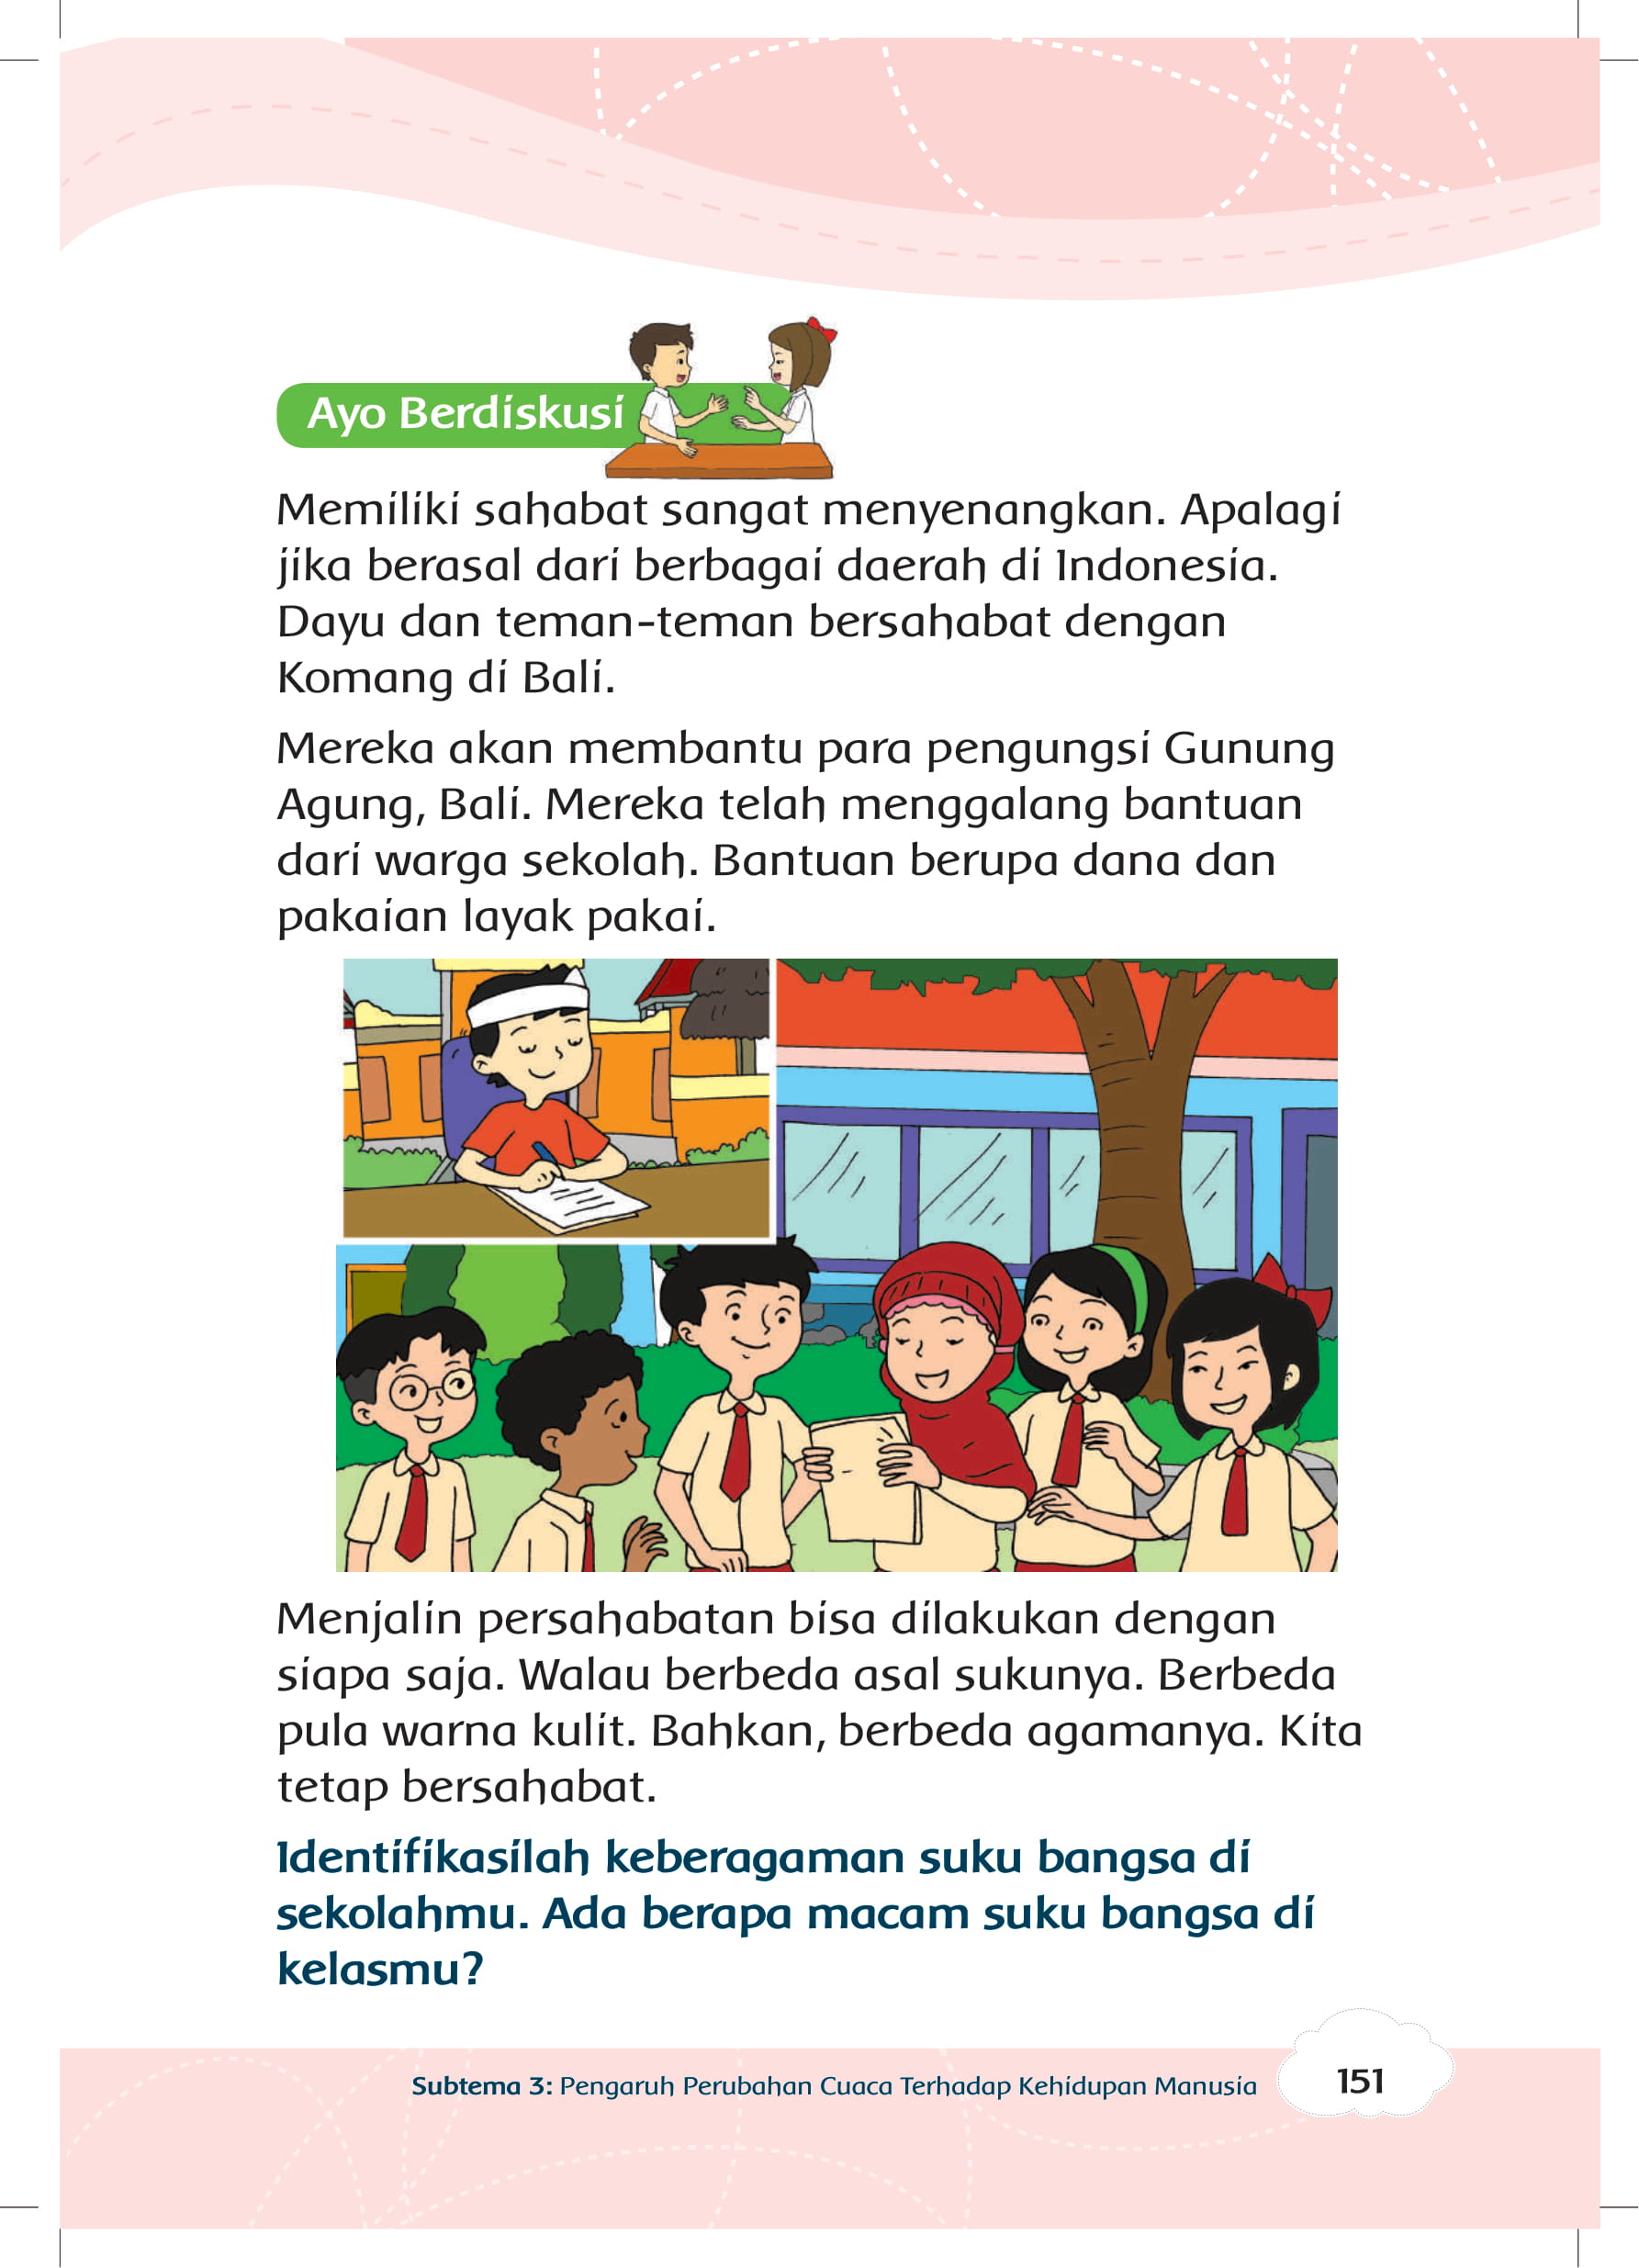 Ayo Berdiskusi
Memiliki sahabat sangat menyenangkan. Apalagi
jika berasal dari berbagai daerah di Indonesia.
Dayu dan teman-teman bersahabat dengan
Komang di Bali.
Mereka akan membantu para pengungsi Gunung
Agung, Bali. Mereka telah menggalang bantuan
dari warga sekolah. Bantuan berupa dana dan
pakaian layak pakai.
Menjalin persahabatan bisa dilakukan dengan
siapa saja. Walau berbeda asal sukunya. Berbeda
pula warna kulit. Bahkan, berbeda agamanya. Kita
tetap bersahabat.
Identifikasilah keberagaman suku bangsa di
sekolahmu. Ada berapa macam suku bangsa di
kelasmu?
Subtema 3: Pengaruh Perubahan Cuaca Terhadap Kehidupan Manusia
151